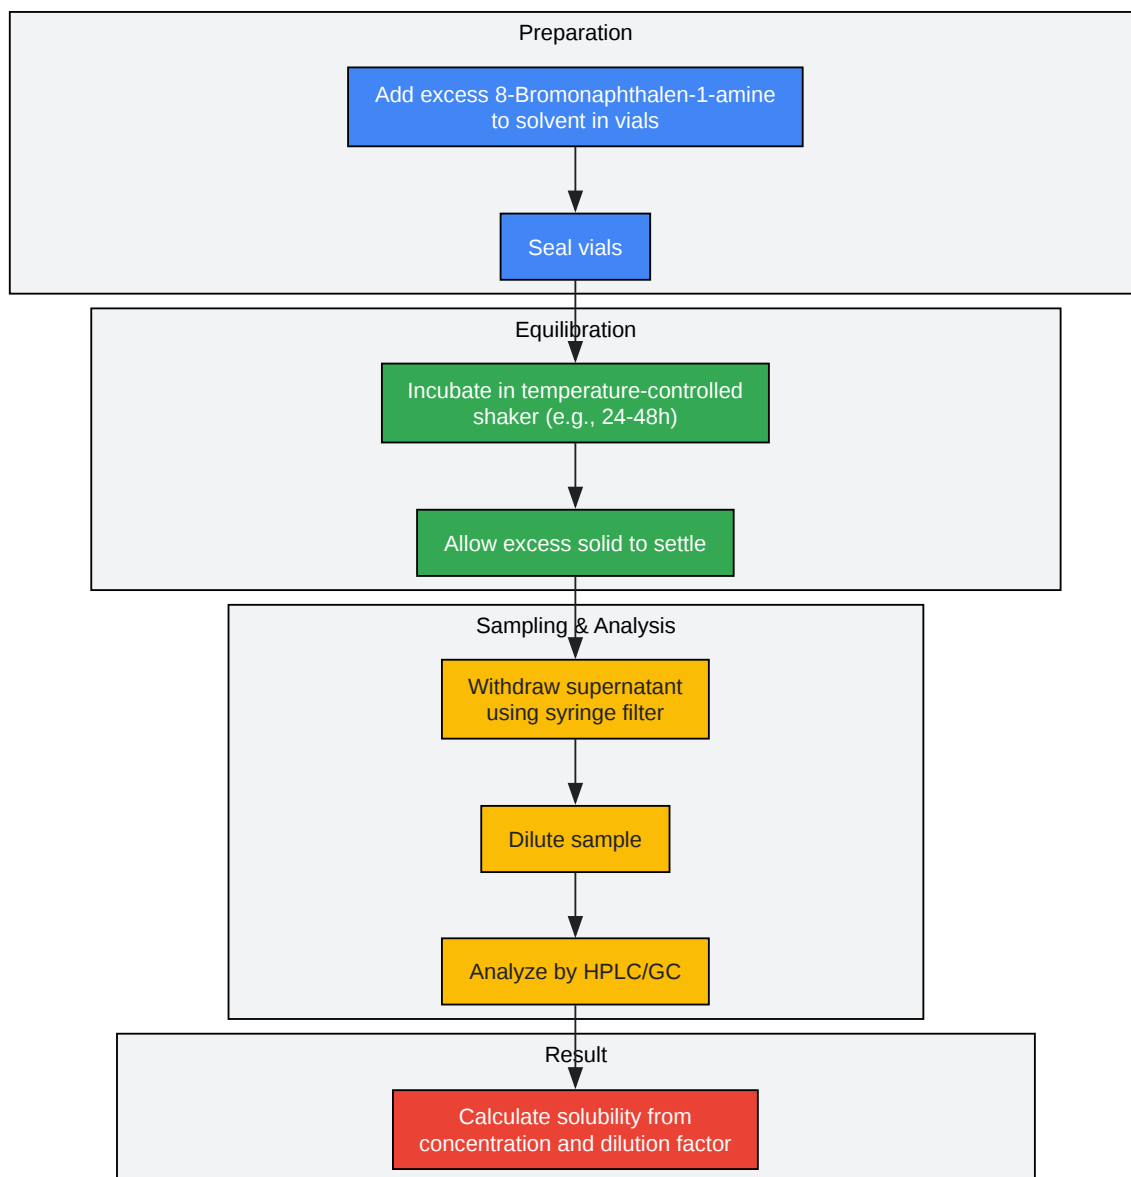 Preparation
Add excess 8-Bromonaphthalen-1-amine
to solvent in vials
Seal vials
Equilibration
Incubate in temperature-controlled
shaker (e.g., 24-48h)
Allow excess solid to settle
Sampling & Analysis
Withdraw supernatant
using syringe filter
Dilute sample
Analyze by HPLC/GC
Result
Calculate solubility from
concentration and dilution factor